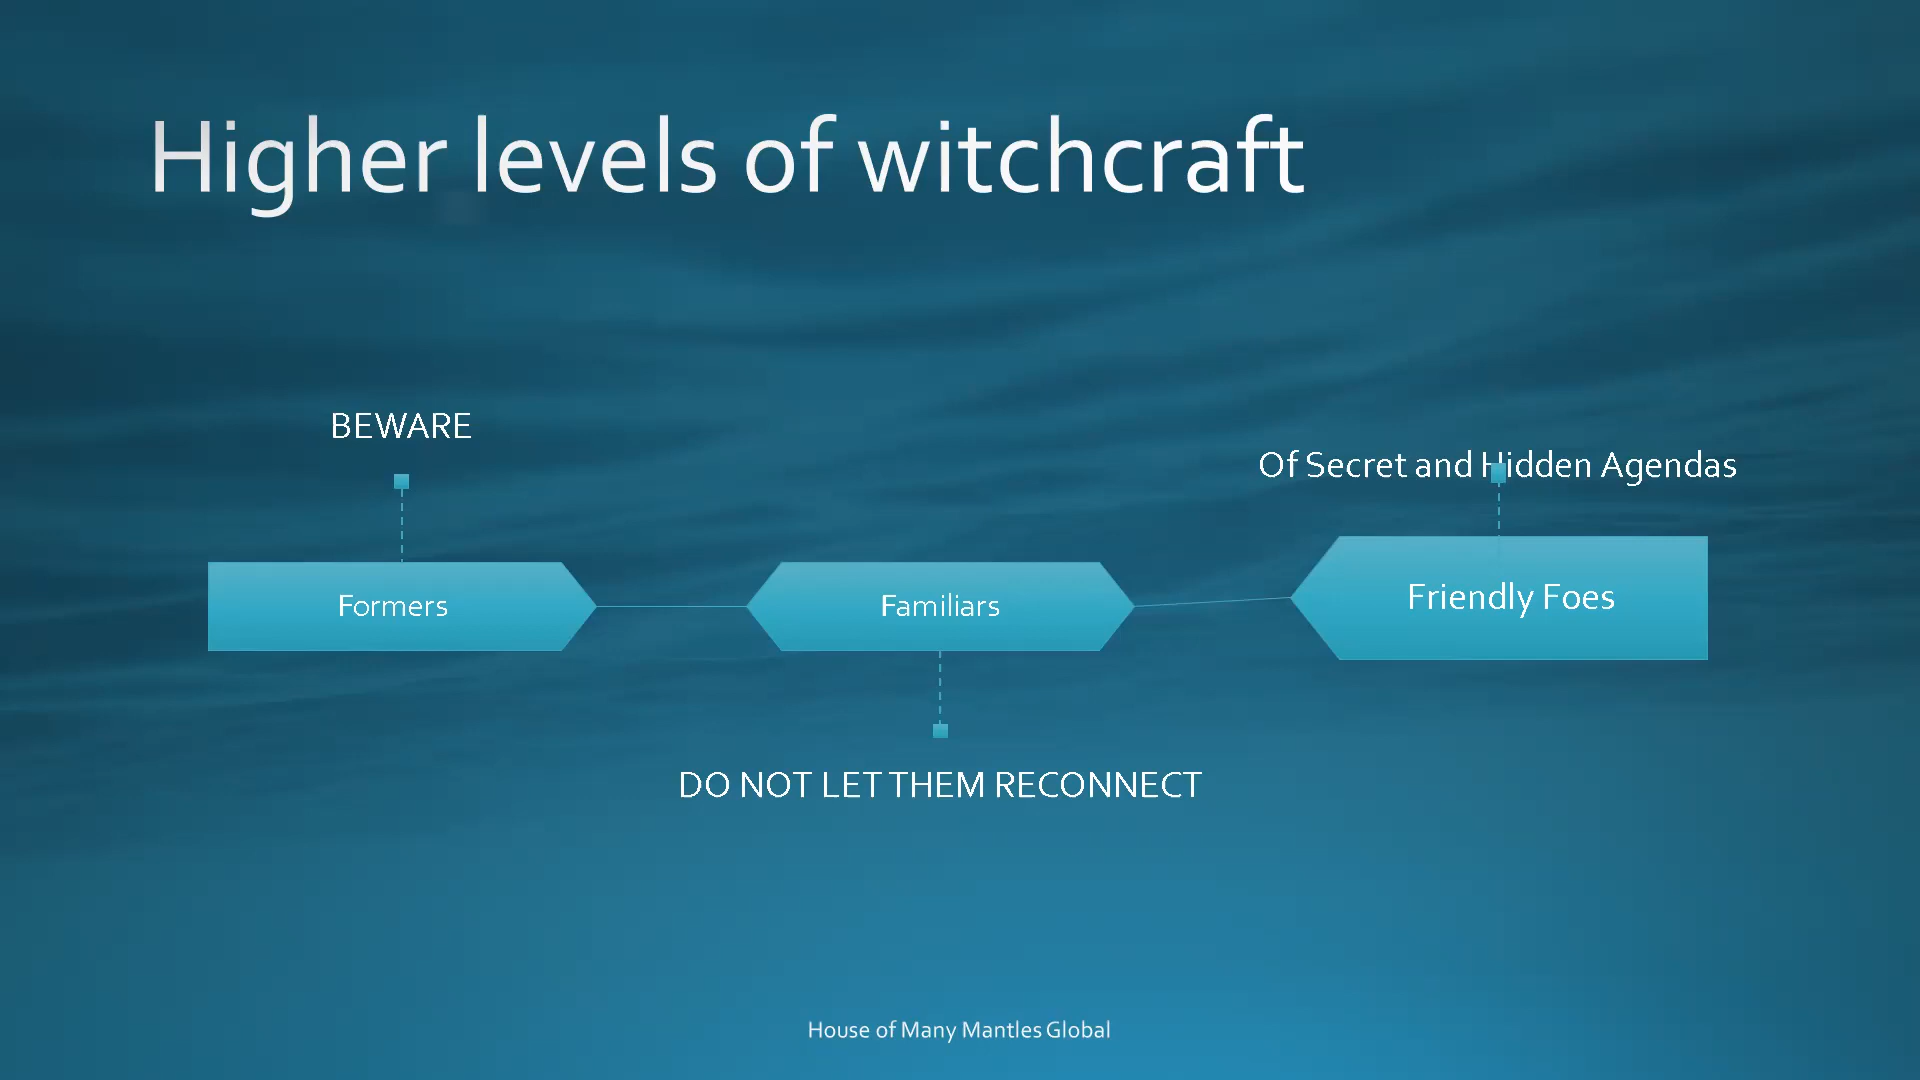 Higher levels of witchcraft
BEWARE
Of Secret and Hidden Agendas
Formers
Familiars
Friendly Foes
DO NOT LET THEM RECONNECT
House of Many Mantles Global